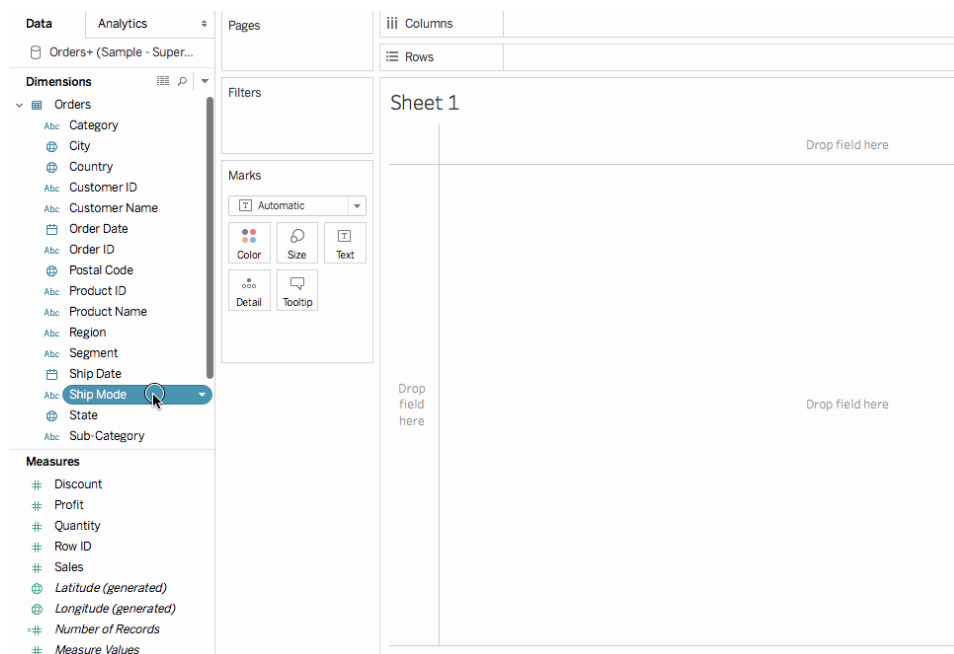 Data
Analytics
Orders+ (Sample - Super...
Dimensions
Orders
Abc Category
City
Country
Abc Customer ID
Abc Customer Name
Order Date
Abc Order ID
Postal Code
Abc Product ID
Abc Product Name
Abc Region
Abc Segment
Ship Date
Abc Ship Mode
State
Abc Sub-Category
Measures
# Discount
# Profit
# Quantity
# Row ID
# Sales
Latitude (generated)
Longitude (generated)
=# Number of Records
# Measure Values
Pages
Filters
Marks
T Automatic
Color
Size
T Text
Detail
Tooltip
iii Columns
Rows
Sheet 1
Drop field here
Drop
field
here
Drop field here